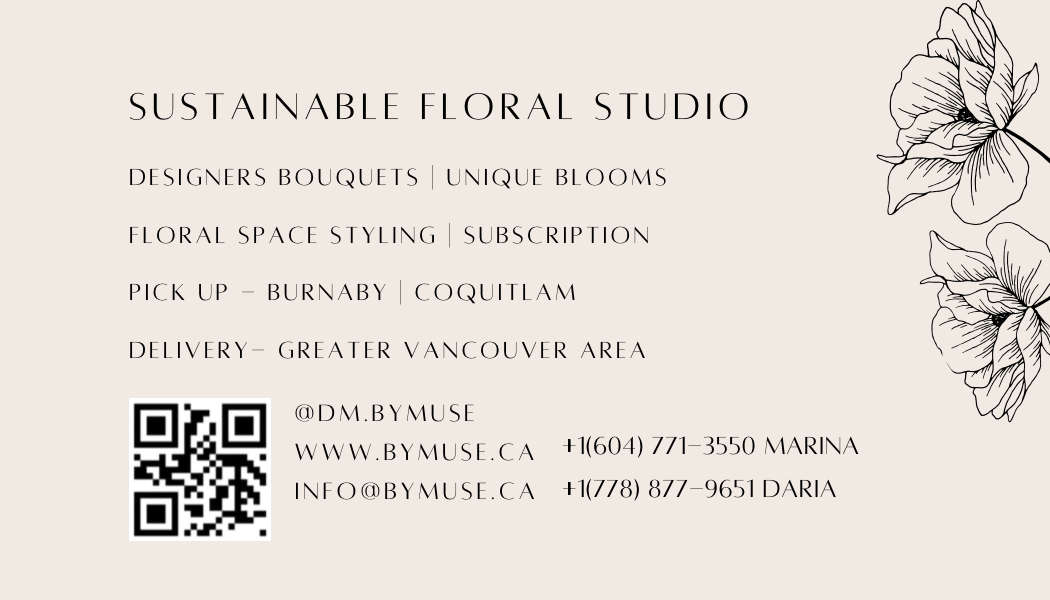 SUSTAINABLE FLORAL STUDIO
DESIGNERS BOUQUETS | UNIQUE BLOOMS
FLORAL SPACE STYLING | SUBSCRIPTION
PICK UP – BURNABY | COQUITLAM
DELIVERY– GREATER VANCOUVER AREA
@DM.BYMUSE
WWW.BYMUSE.CA
INFO@BYMUSE.CA
+1(604) 771–3550 MARINA
+1(778) 877–9651 DARIA